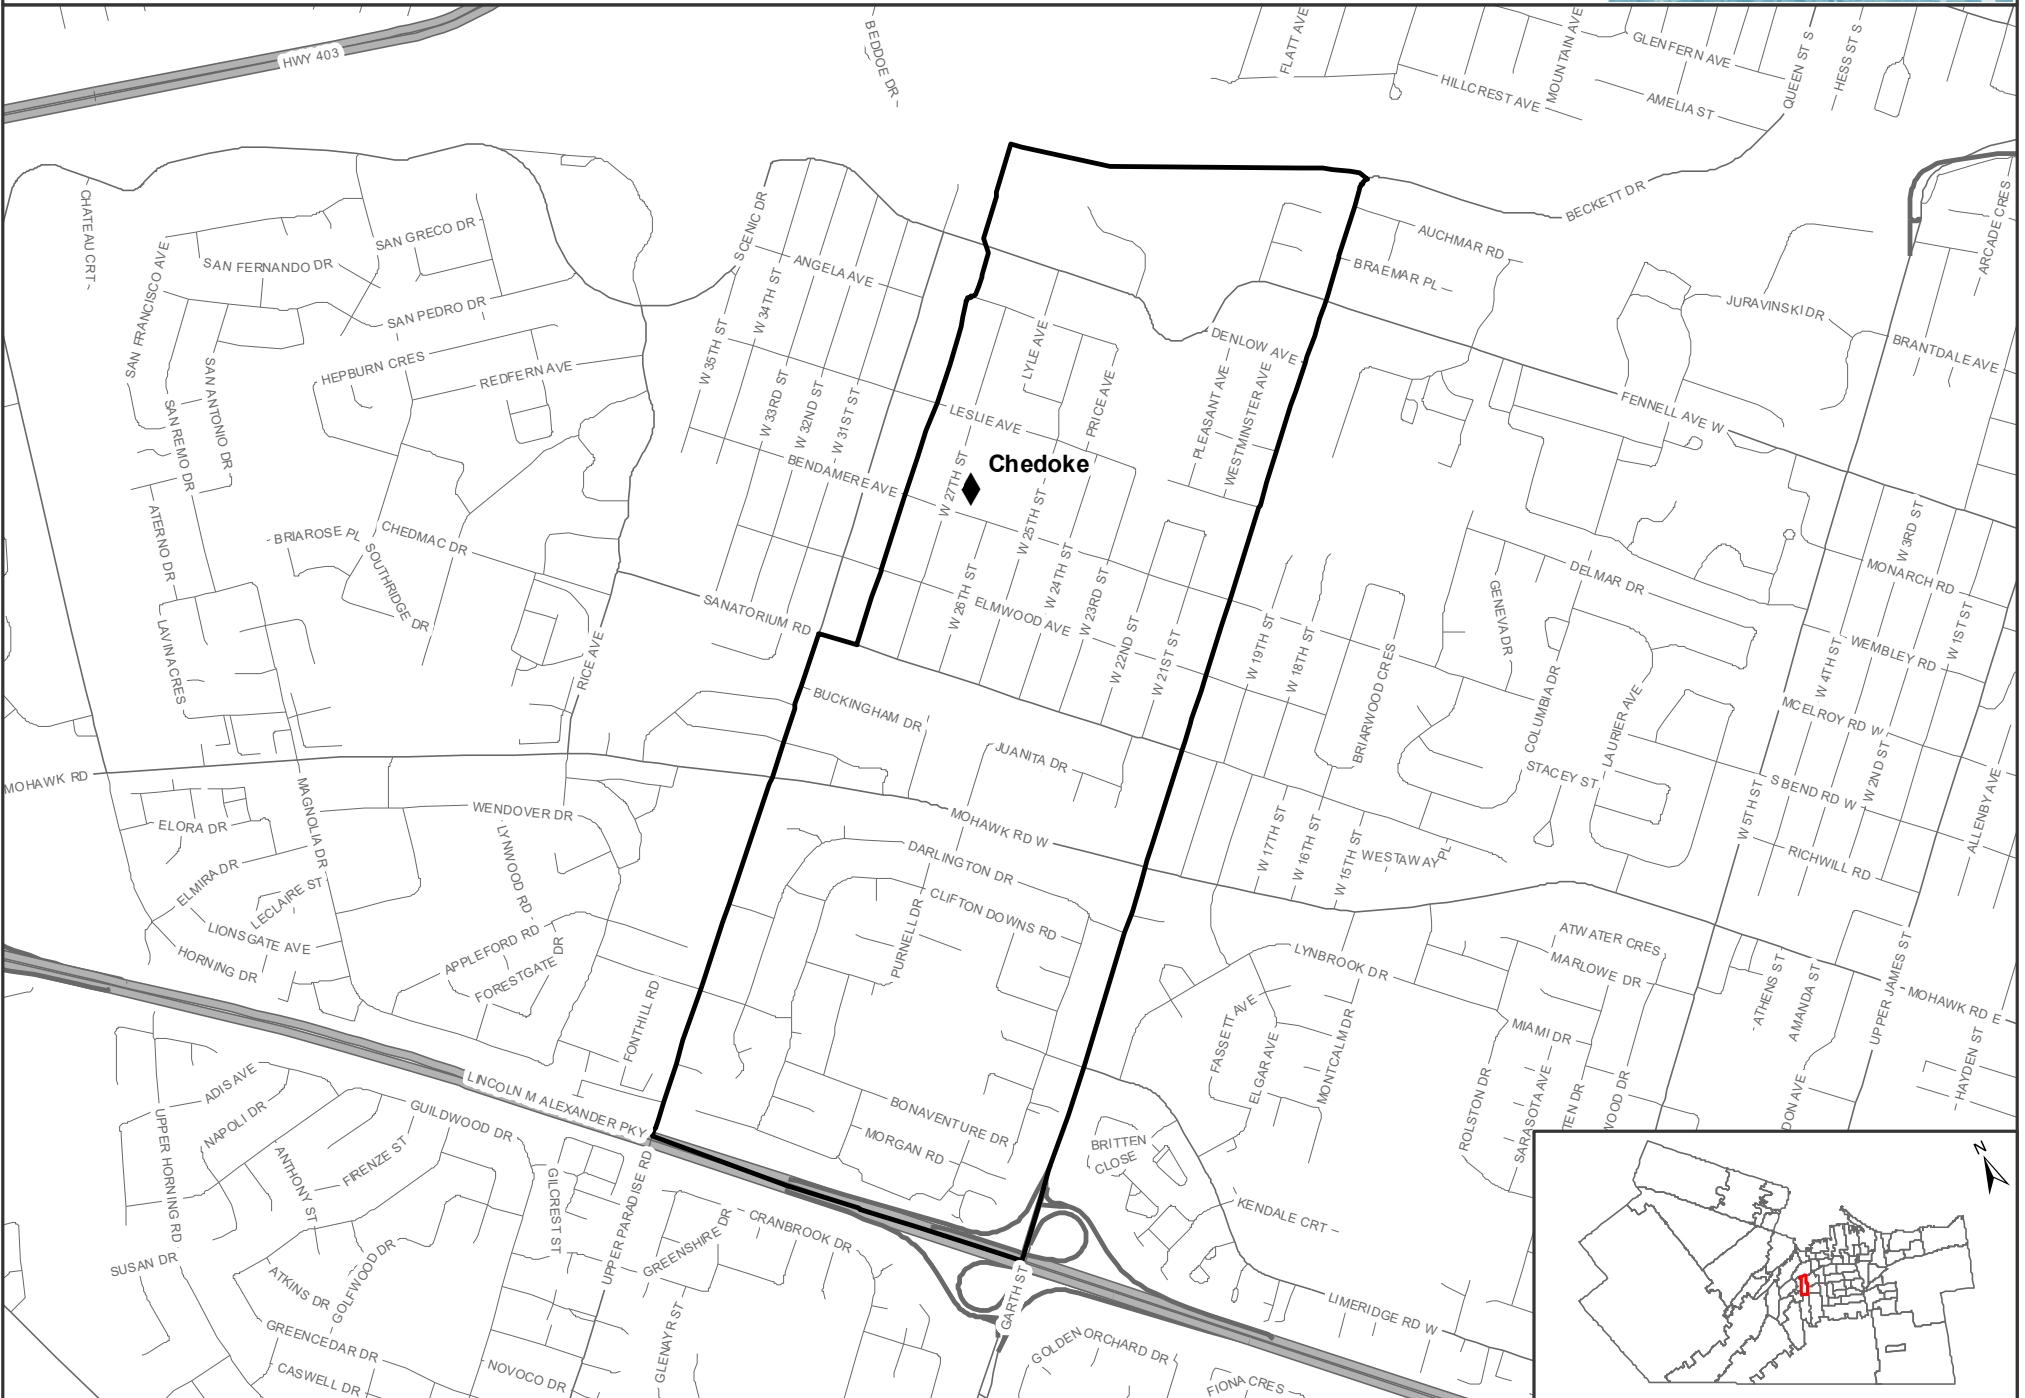 HWY 403
BEDDOE DR
FLATT AVE
MOUNTAIN AVE
GLENFERN AVE
QUEEN ST S
HESS ST S
HILLCREST AVE
AMELIA ST
CHATEAU CRT
SAN FRANCISCO AVE
SAN GRECO DR
SAN FERNANDO DR
SAN PEDRO DR
SCENIC DR
ANGELA AVE
W 35TH ST
W 34TH ST
W 33RD ST
W 32ND ST
W 31ST ST
BECKETT DR
AUCHMAR RD
BRAEMAR PL
ARCADE CRES
JURAVINSKI DR
BRANTDALE AVE
FENNELL AVE W
DENLOW AVE
LYLE AVE
PRICE AVE
PLEASANT AVE
WESTMINSTER AVE
LESLIE AVE
HEPBURN CRES
REDFERN AVE
SAN ANTONIO DR
SAN REMO DR
Chedoke
BENDAMERE AVE
W 27TH ST
W 26TH ST
W 25TH ST
W 24TH ST
W 23RD ST
W 22ND ST
W 21ST ST
ELMWOOD AVE
ATERNO DR
BRIAROSE PL
CHEDMAC DR
SOUTHRIDGE DR
SANATORIUM RD
RICE AVE
LAVINA CRES
W 19TH ST
W 18TH ST
BRIARWOOD CRES
GENEVA DR
DELMAR DR
COLUMBIA DR
LAURIER AVE
STACEY ST
W 3RD ST
MONARCH RD
W 1ST ST
WEMBLEY RD
W 4TH ST
MCELROY RD W
W 2ND ST
S BEND RD W
W 5TH ST
ALLENBY AVE
RICHWILL RD
BUCKINGHAM DR
JUANITA DR
MOHAWK RD
MOHAWK RD W
MAGNOLIA DR
WENDOVER DR
LYNWOOD RD
ELORA DR
ELMIRA DR
LECLAIRE ST
LIONSGATE AVE
HORNING DR
APPLEFORD RD
FORESTGATE DR
FONTHILL RD
DARLINGTON DR
CLIFTON DOWNS RD
PURNELL DR
W 17TH ST
W 16TH ST
W 15TH ST
WESTAWAY PL
LYNBROOK DR
ATWATER CRES
MARLOWE DR
ATHENS ST
AMANDA ST
UPPER JAMES ST
MOHAWK RD E
HAYDEN ST
MIAMI DR
FASSETT AVE
ELGAR AVE
MONTCALM DR
ROLSTON DR
SARASOTA AVE
TEN DR
WOOD DR
DON AVE
LINCOLN M ALEXANDER PKY
BONAVENTURE DR
MORGAN RD
BRITTEN
CLOSE
KENDALE CRT
LIMERIDGE RD W
ADIS AVE
NAPOLI DR
UPPER HORNING RD
ANTHONY ST
FIRENZE ST
GUILDWOOD DR
GILCREST ST
UPPER PARADISE RD
GREENSHIRE DR
CRANBROOK DR
GARTH ST
GOLDEN ORCHARD DR
FIONA CRES
SUSAN DR
ATKINS DR
GOLFWOOD DR
GREENCEDAR DR
CASWELL DR
NOVOCO DR
GLENAYR ST
N